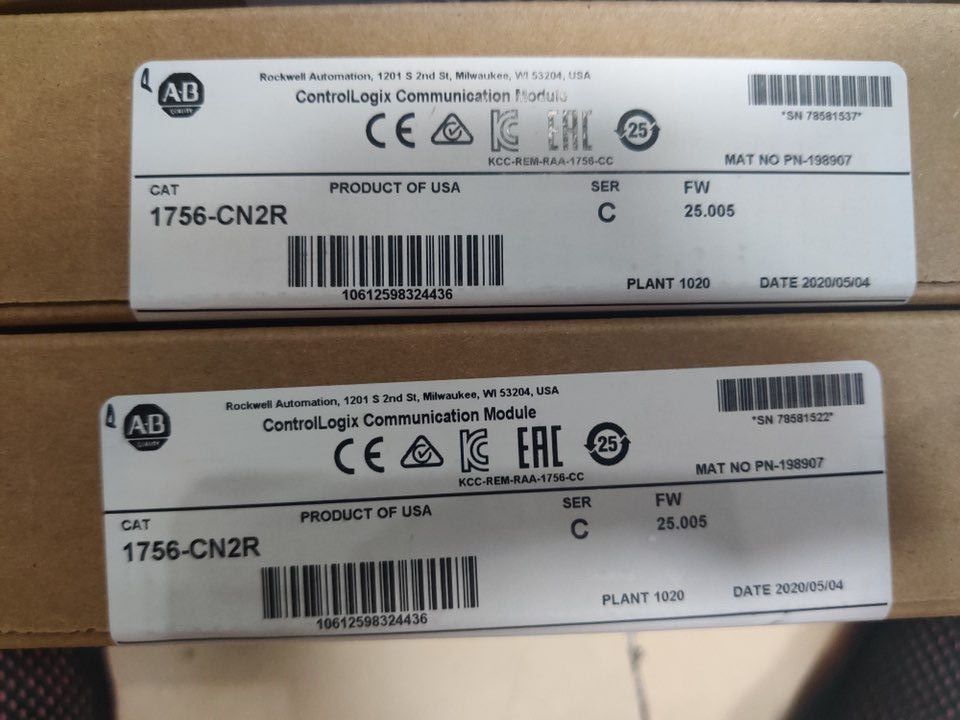 A-B
QUALITY
Rockwell Automation, 1201 S 2nd St, Milwaukee, WI 53204, USA
ControlLogix Communication Module
*SN 78581537*
CE
KC
EAC
25
KCC-REM-RAA-1756-CC
MAT NO PN-198907
CAT
PRODUCT OF USA
SER
FW
1756-CN2R
C
25.005
10612598324436
PLANT 1020
DATE 2020/05/04
A-B
QUALITY
Rockwell Automation, 1201 S 2nd St, Milwaukee, WI 53204, USA
ControlLogix Communication Module
*SN 78581522*
CE
KC
EAC
25
KCC-REM-RAA-1756-CC
MAT NO PN-198907
CAT
PRODUCT OF USA
SER
FW
1756-CN2R
C
25.005
10612598324436
PLANT 1020
DATE 2020/05/04